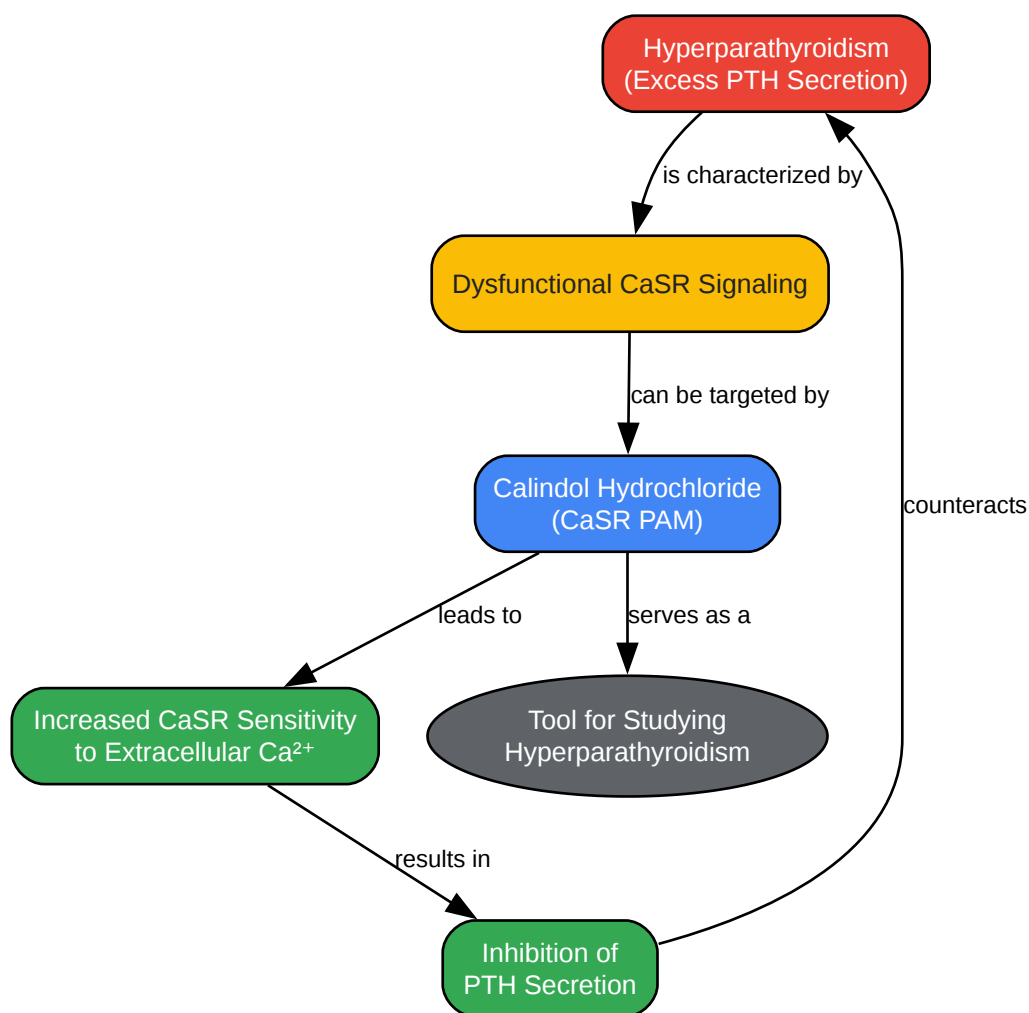 Hyperparathyroidism
(Excess PTH Secretion)
is characterized by
Dysfunctional CaSR Signaling
can be targeted by
Calindol Hydrochloride
(CaSR PAM)
counteracts
leads to
serves as a
Increased CaSR Sensitivity
to Extracellular Ca²⁺
Tool for Studying
Hyperparathyroidism
results in
Inhibition of
PTH Secretion